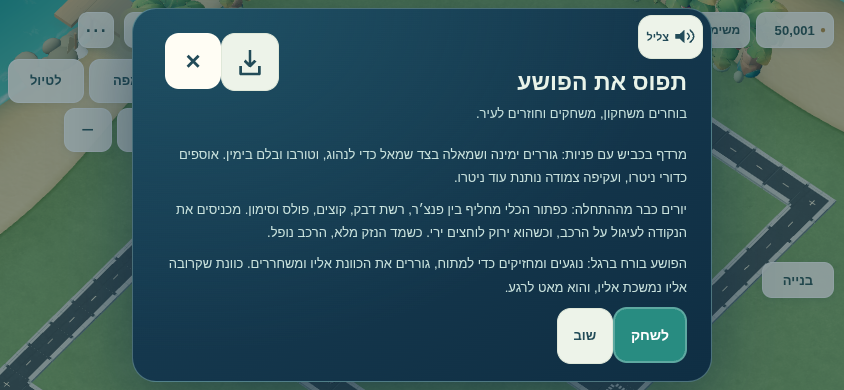 50,001
משימ
צליל
מפה
לטיול
תפוס את הפושע
בוחרים משחקון, משחקים וחוזרים לעיר.
מרדף בכביש עם פניות: גוררים ימינה ושמאלה בצד שמאל כדי לנהוג, וטורבו ובלם בימין. אוספים
כדורי ניטרו, ועקיפה צמודה נותנת עוד ניטרו.
יורים כבר מההתחלה: כפתור הכלי מחליף בין פנצ׳ר, רשת דבק, קוצים, פולס וסימון. מכניסים את
הנקודה לעיגול על הרכב, וכשהוא ירוק לוחצים ירי. כשמד הנזק מלא, הרכב נופל.
הפושע בורח ברגל: נוגעים ומחזיקים כדי למתוח, גוררים את הכוונת אליו ומשחררים. כוונת שקרובה
אליו נמשכת אליו, והוא מאט לרגע.
בנייה
לשחק
שוב